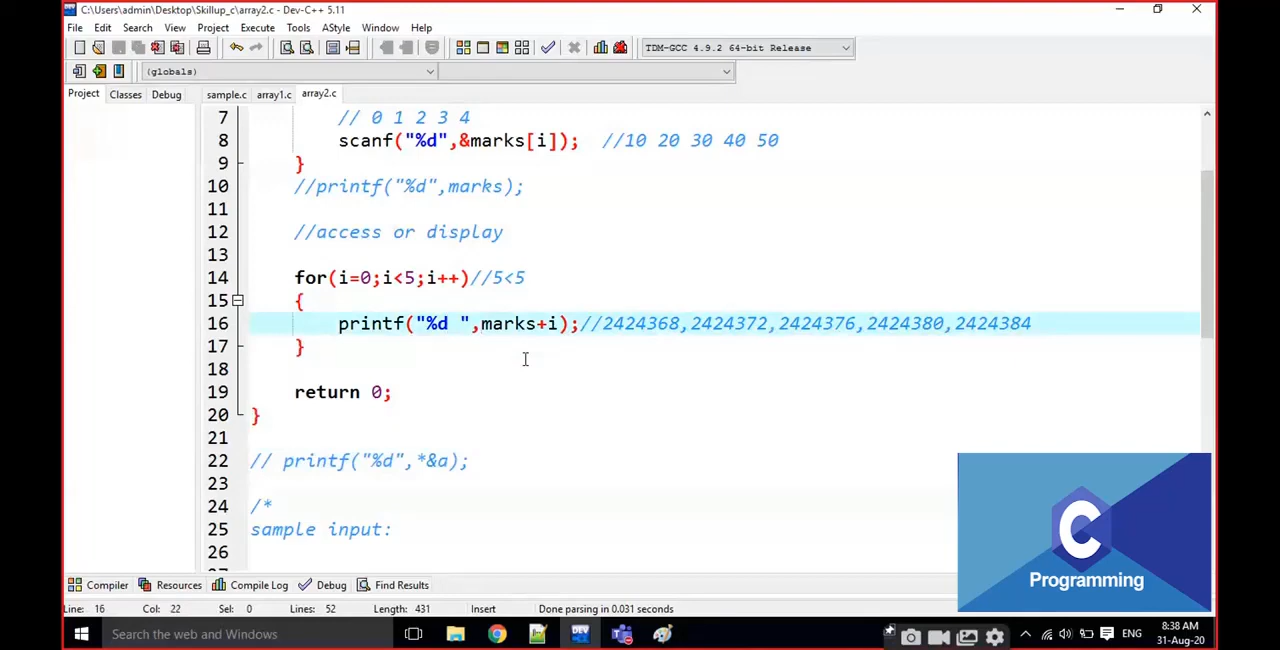 C:\Users\admin\Desktop\Skillup_c\array2.c - Dev-C++ 5.11
File Edit Search View Project Execute Tools AStyle Window Help
TDM-GCC 4.9.2 64-bit Release
(globals)
Project Classes Debug sample.c array1.c array2.c
7 // 0 1 2 3 4
8 scanf("%d",&marks[i]); //10 20 30 40 50
9 }
10 //printf("%d",marks);
11
12 //access or display
13
14 for(i=0;i<5;i++)//5<5
15 {
16 printf("%d ",marks+i);//2424368,2424372,2424376,2424380,2424384
17 }
18
19 return 0;
20 }
21
22 // printf("%d",*&a);
23
24 /*
25 sample input:
26
C
Programming
Compiler Resources Compile Log Debug Find Results
Line: 16 Col: 22 Sel: 0 Lines: 52 Length: 431 Insert Done parsing in 0.031 seconds
Search the web and Windows
DEV
ENG
8:38 AM
31-Aug-20